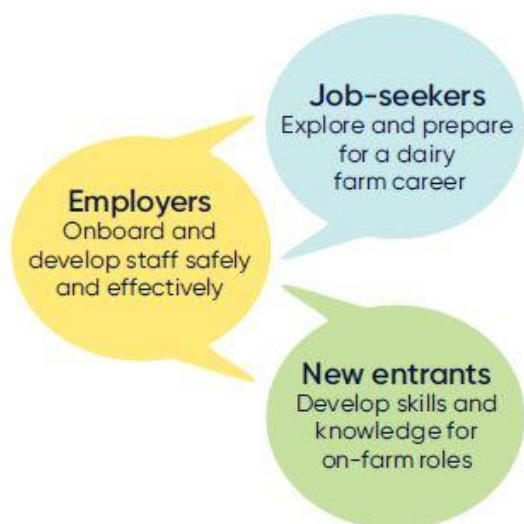 Job-seekers
Explore and prepare
for a dairy
farm career
Employers
Onboard and
develop staff safely
and effectively
New entrants
Develop skills and
knowledge for
on-farm roles